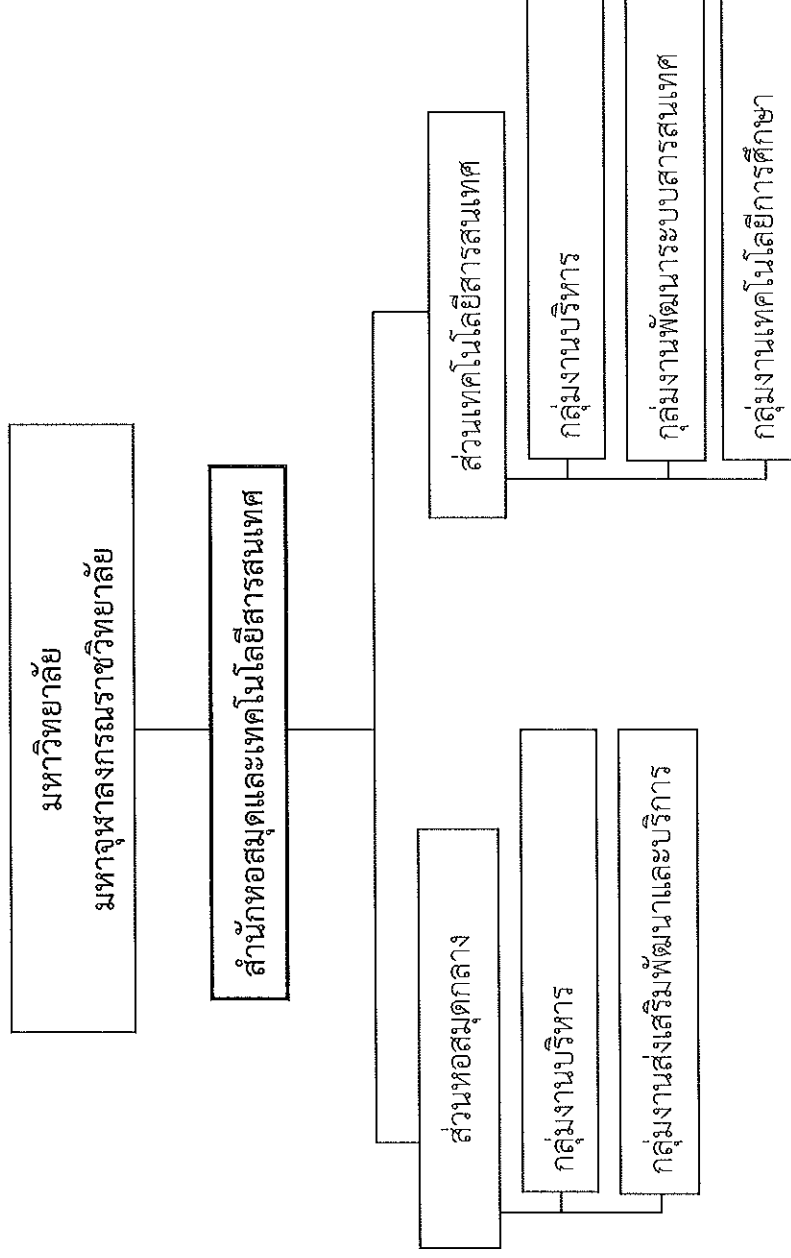 มหาวิทยาลัย
มหาจุฬาลงกรณราชวิทยาลัย
สำนักหอสมุดและเทคโนโลยีสารสนเทศ
ส่วนหอสมุดกลาง
กลุ่มงานบริหาร
กลุ่มงานส่งเสริมพัฒนาและบริการ
ส่วนเทคโนโลยีสารสนเทศ
กลุ่มงานบริหาร
กุล่มงานพัฒนาระบบสารสนเทศ
กลุ่มงานเทคโนโลยีการศึกษา